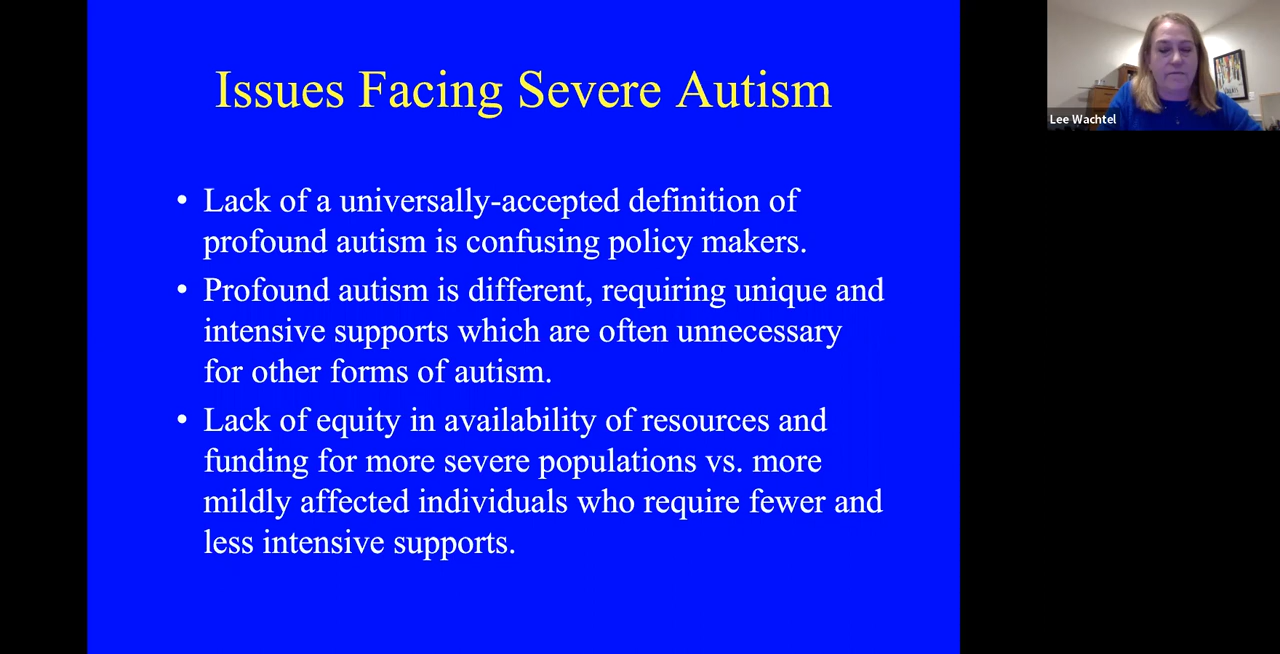 Issues Facing Severe Autism
• Lack of a universally-accepted definition of
profound autism is confusing policy makers.
• Profound autism is different, requiring unique and
intensive supports which are often unnecessary
for other forms of autism.
• Lack of equity in availability of resources and
funding for more severe populations vs. more
mildly affected individuals who require fewer and
less intensive supports.
Lee Wachtel